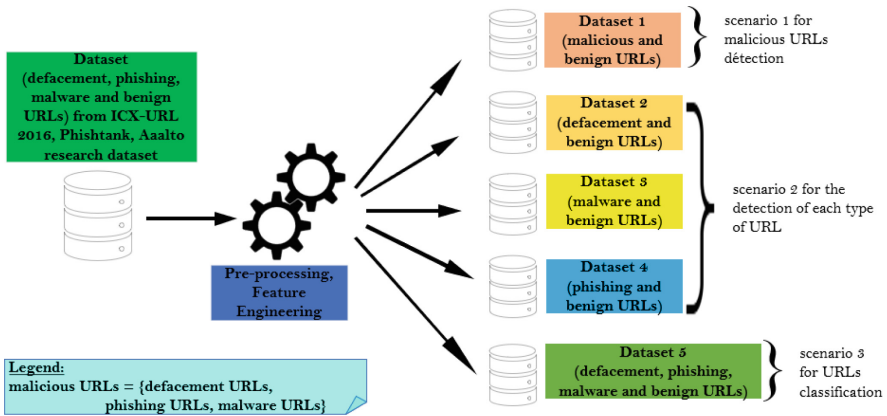 Dataset
(defacement, phishing,
malware and benign
URLs) from ICX-URL
2016, Phishtank, Aaalto
research dataset
Pre-processing,
Feature
Engineering
Legend:
malicious URLs = {defacement URLs,
phishing URLs, malware URLs}
Dataset 1
(malicious and
benign URLs)
scenario 1 for
malicious URLs
détection
Dataset 2
(defacement and
benign URLs)
Dataset 3
(malware and
benign URLs)
Dataset 4
(phishing and
benign URLs)
scenario 2 for the
detection of each type
of URL
Dataset 5
(defacement, phishing,
malware and benign URLs)
scenario 3
for URLs
classification